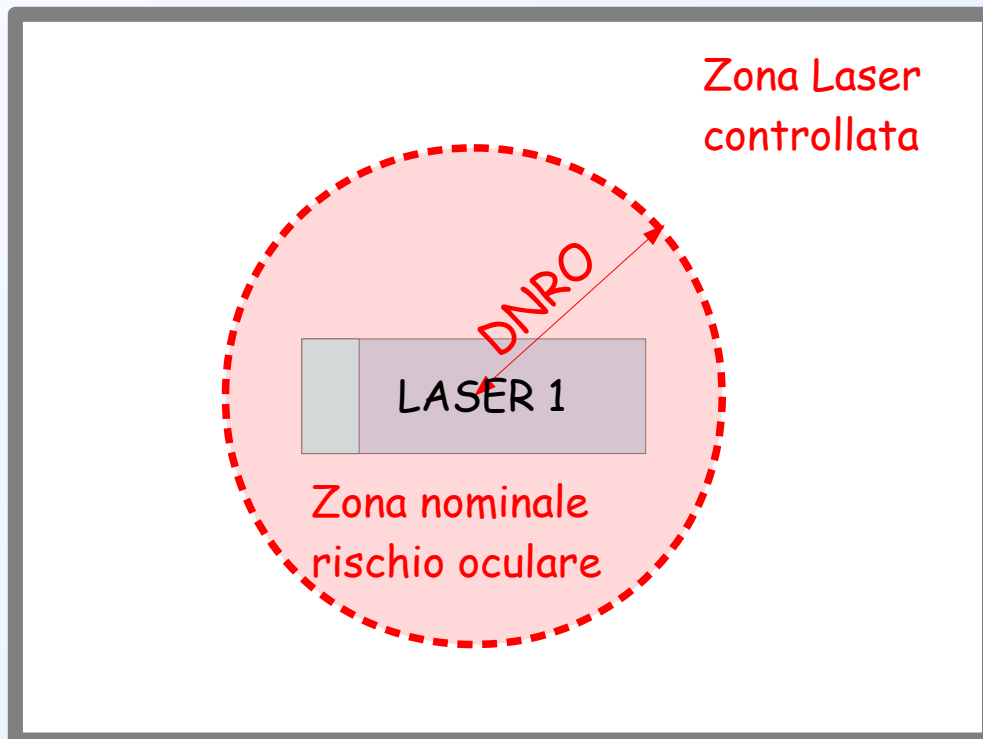 Zona Laser
controllata
DNRO
LASER 1
Zona nominale
rischio oculare